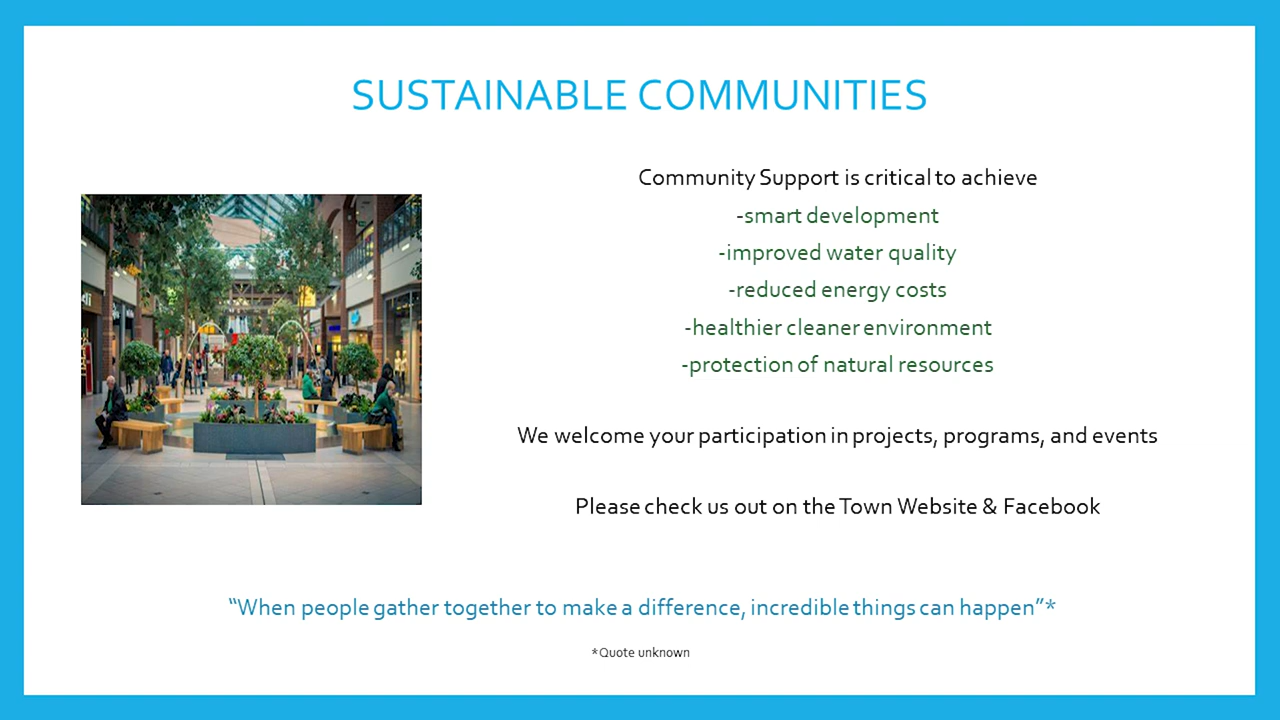 SUSTAINABLE COMMUNITIES
Community Support is critical to achieve
-smart development
-improved water quality
-reduced energy costs
-healthier cleaner environment
-protection of natural resources
We welcome your participation in projects, programs, and events
Please check us out on the Town Website & Facebook
“When people gather together to make a difference, incredible things can happen”*
*Quote unknown